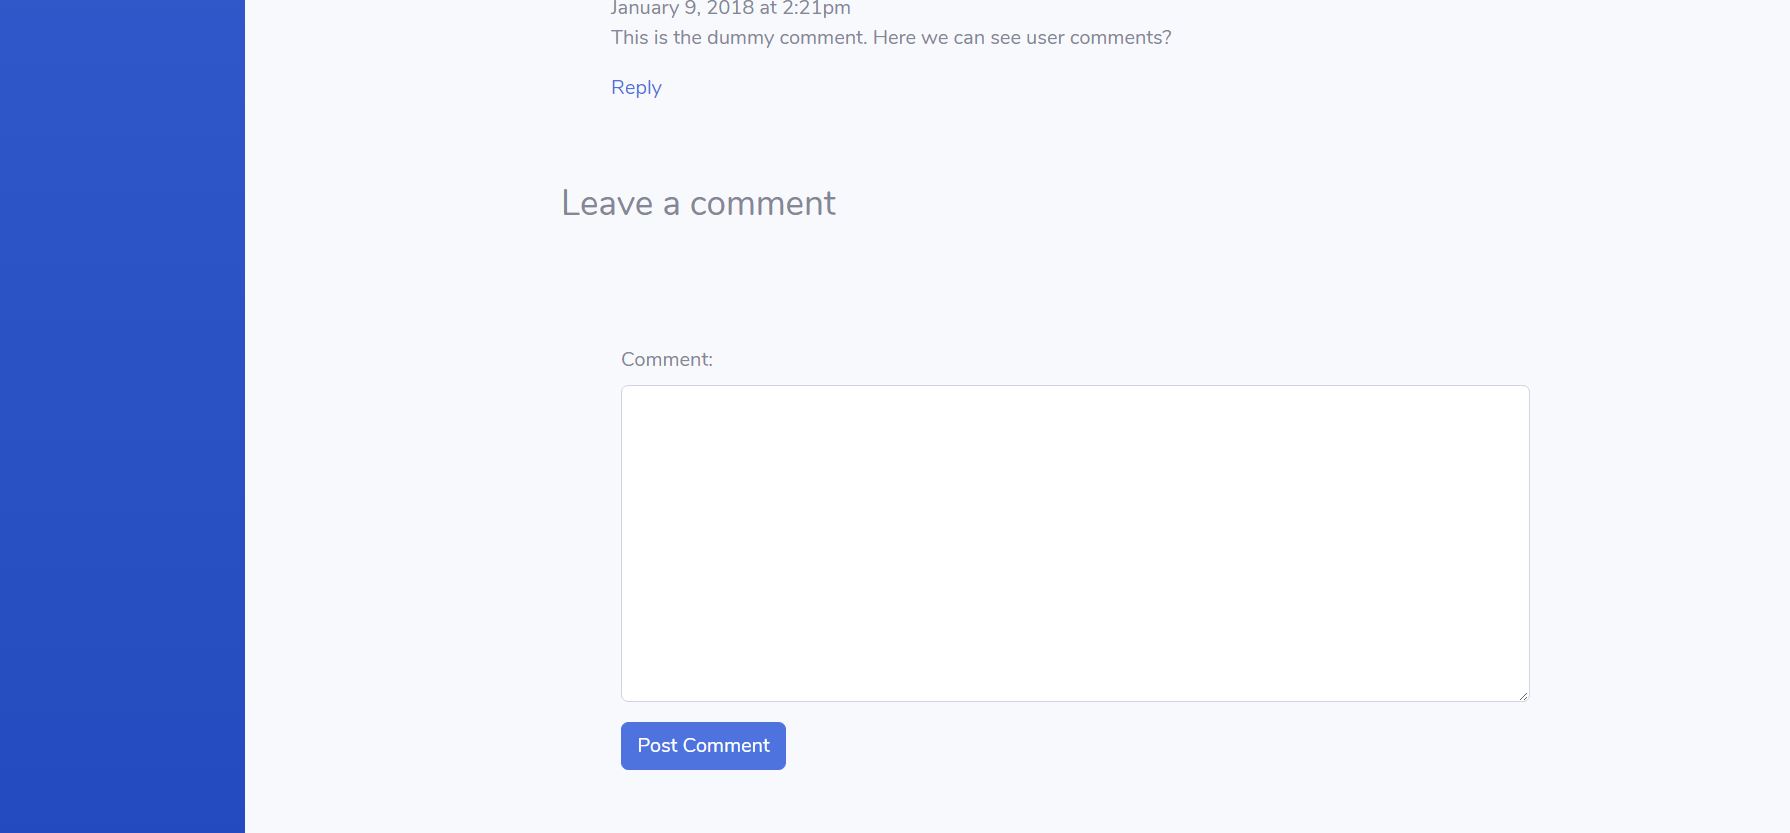 January 9, 2018 at 2:21pm
This is the dummy comment. Here we can see user comments?
Reply
Leave a comment
Comment:
Post Comment